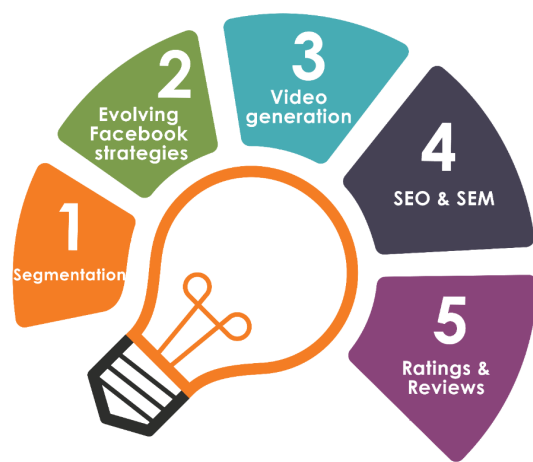 1
Segmentation
2
Evolving
Facebook
strategies
3
Video
generation
4
SEO & SEM
5
Ratings &
Reviews